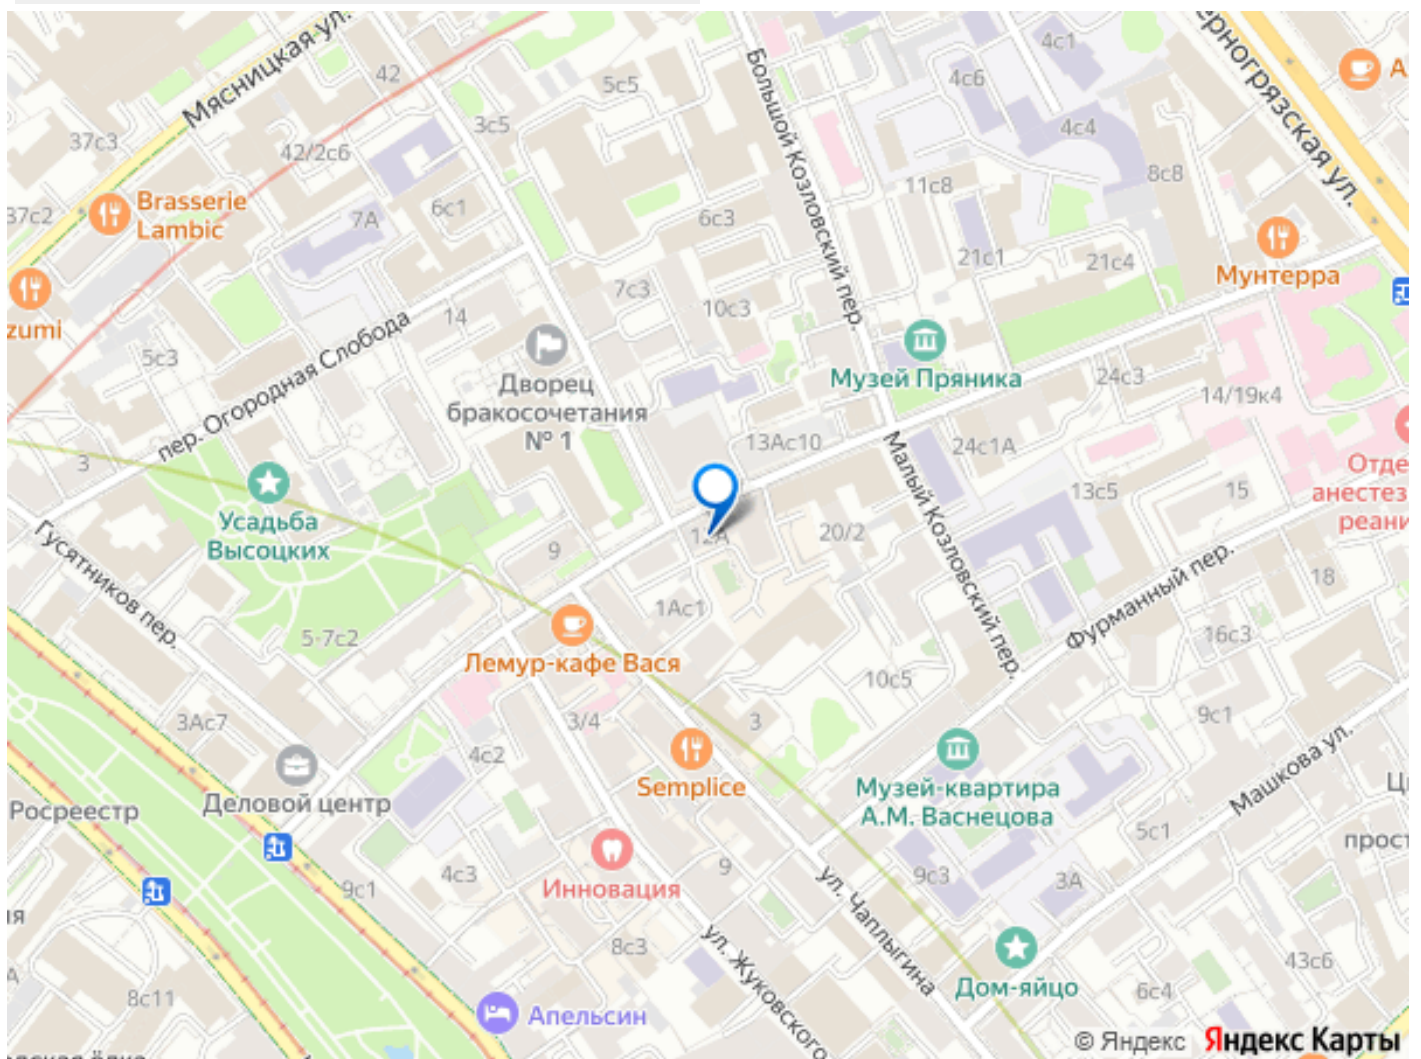 Мясницкая ул.
42
5с5
Большой Козловский пер.
4с1
4с6
4с4
37с3
3с5
42/2с6
8с8
11с8
Brasserie
Lambic
37с2
7А
6с1
6с3
21с1
21с4
Мунтерра
7с3
10с3
zumi
14
5с3
пер. Огородная Слобода
Дворец
бракосочетания
№ 1
Музей Пряника
24с3
14/19к4
13Ас10
24с1А
3
Усадьба
Высоцких
Гусятников пер.
9
12А
20/2
Малый Козловский пер.
13с5
15
18
Фурманный пер.
1Ас1
5-7с2
Лемур-кафе Вася
16с3
10с5
3Ас7
3/4
3
9с1
4с2
Semplice
Деловой центр
Росреестр
Музей-квартира
А.М. Васнецова
Машкова ул.
5с1
4с3
9с1
Инновация
9
9с3
3А
ул. Чаплыгина
8с3
ул. Жуковского
Дом-яйцо
43с6
6с4
8с11
Апельсин
© Яндекс Яндекс Карты